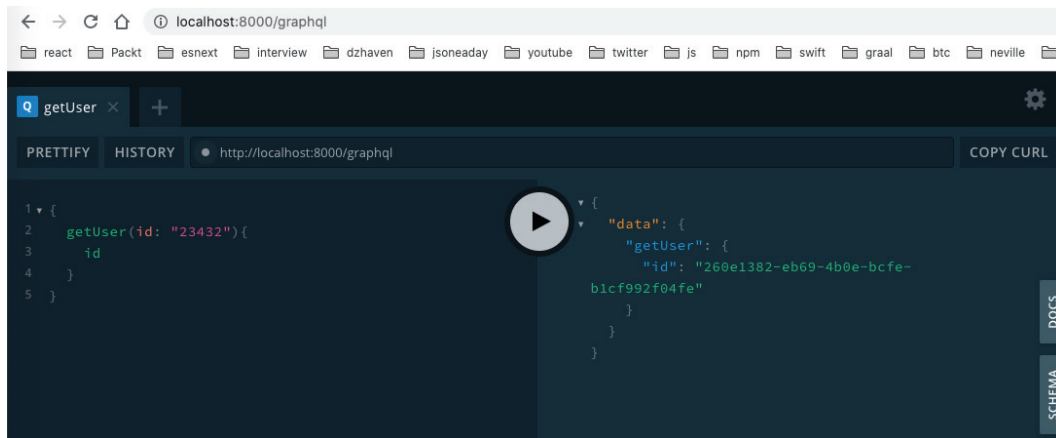 localhost:8000/graphql
react Packt esnext interview dzhaven jsoneaday youtube twitter js npm swift graal btc neville
Q getUser × +
PRETTIFY HISTORY http://localhost:8000/graphql COPY CURL
1 {
2 getUser(id: "23432"){
3 id
4 }
5 }
{
"data": {
"getUser": {
"id": "260e1382-eb69-4b0e-bcfe-
b1cf992f04fe"
}
}
}
DOCS
SCHEMA